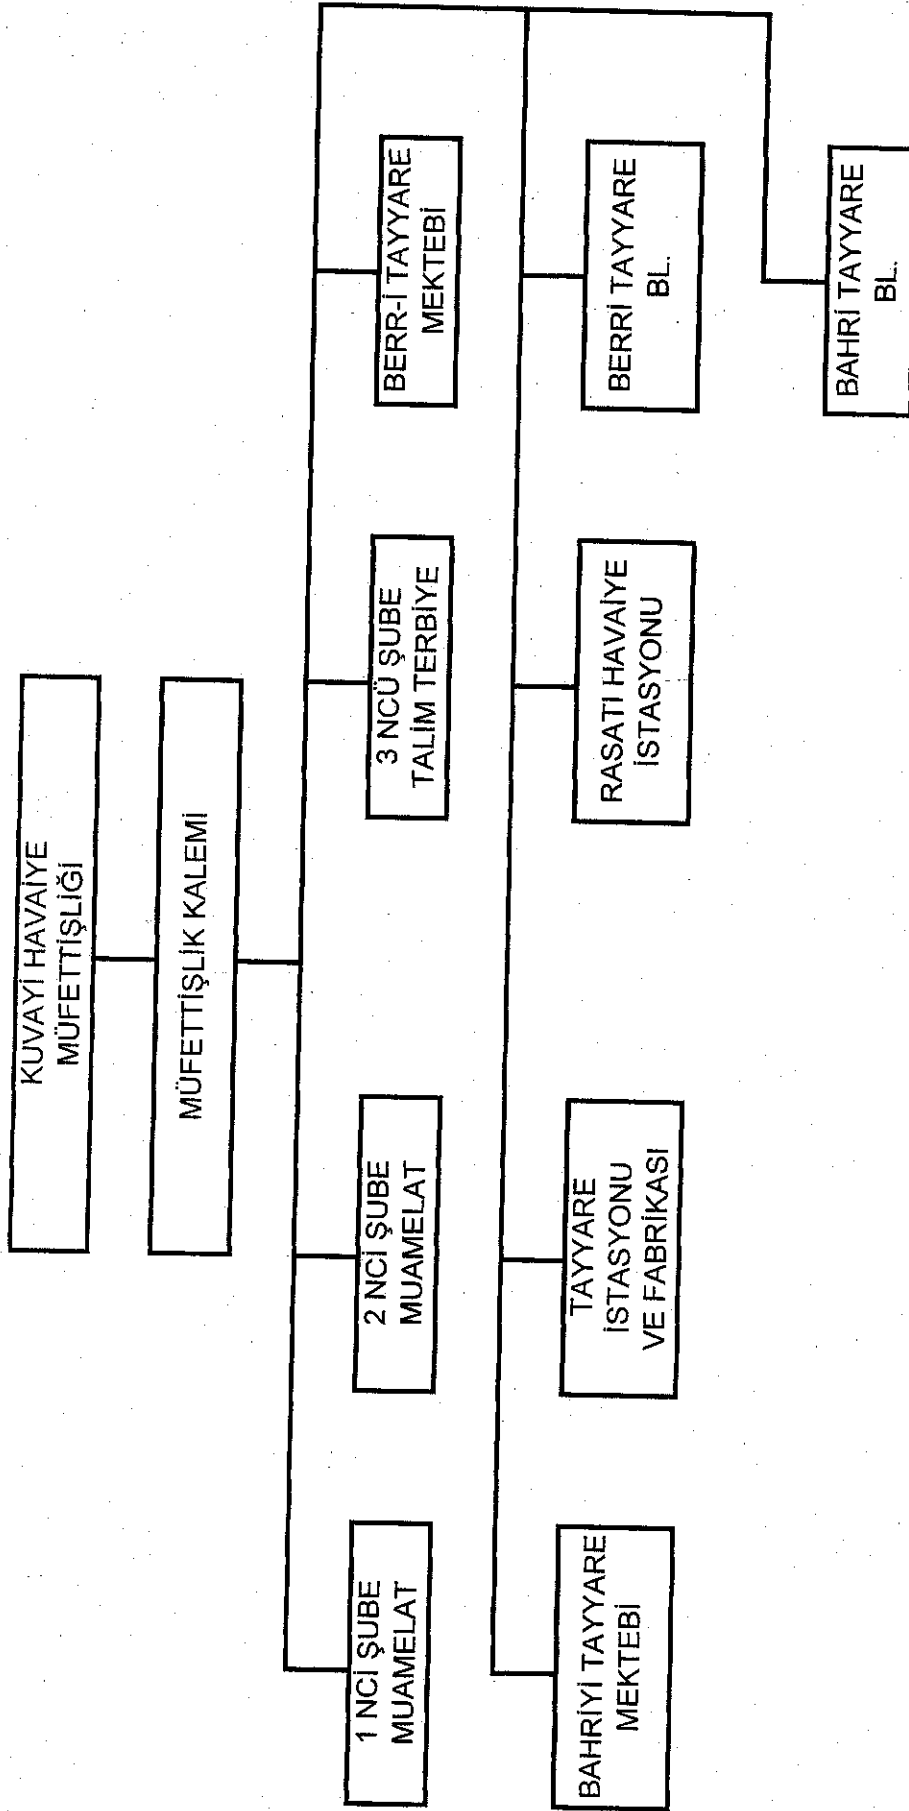 KUVAYİ HAVAİYE
MÜFETTİŞLİĞİ
MÜFETTİŞLİK KALEMİ
1 NCİ ŞUBE
MUAMELAT
2 NCİ ŞUBE
MUAMELAT
3 NCÜ ŞUBE
TALİM TERBİYE
BERR-İ TAYYARE
MEKTEBİ
BAHRİYİ TAYYARE
MEKTEBİ
TAYYARE
İSTASYONU
VE FABRİKASI
RASATI HAVAİYE
İSTASYONU
BERRİ TAYYARE
BL.
BAHRİ TAYYARE
BL.